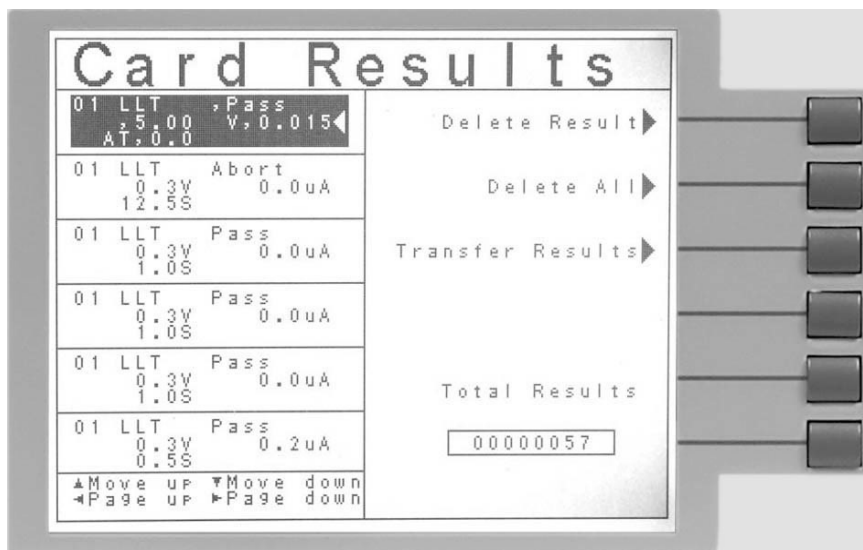 Card Results
01 LLT ,Pass
,5.00 V,0.015
AT,0.0
01 LLT Abort
0.3V 0.0uA
12.5S
01 LLT Pass
0.3V 0.0uA
1.0S
01 LLT Pass
0.3V 0.0uA
1.0S
01 LLT Pass
0.3V 0.0uA
1.0S
01 LLT Pass
0.3V 0.2uA
0.5S
▲Move up ▼Move down
◄Page up ►Page down
Delete Result
Delete All
Transfer Results
Total Results
00000057